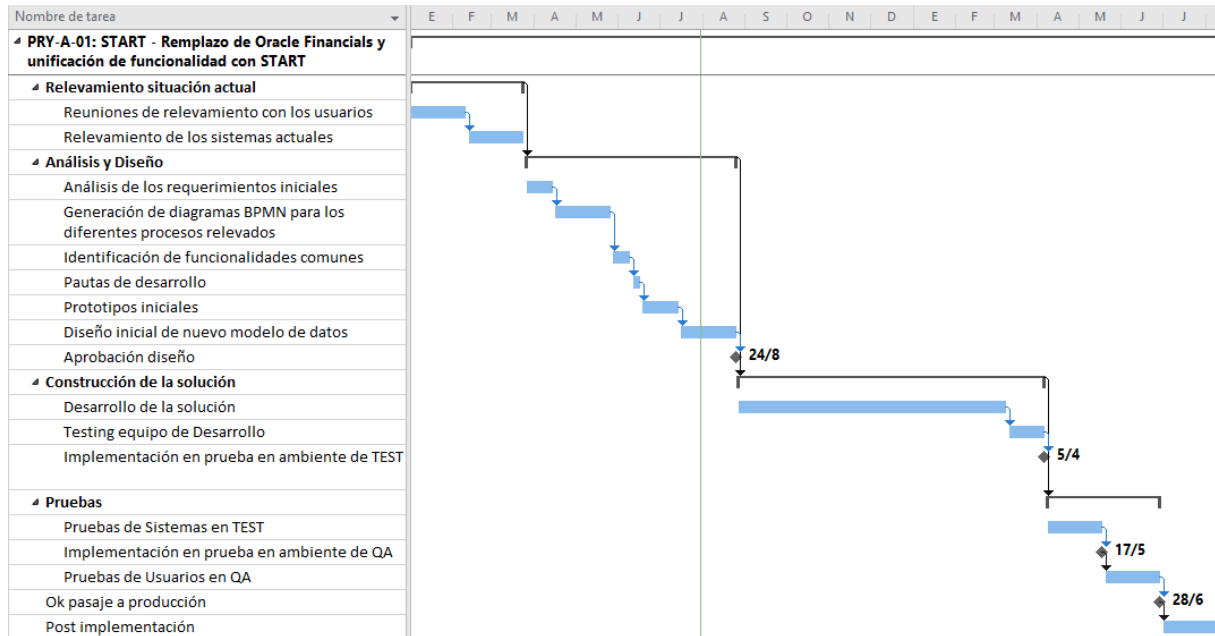 Nombre de tarea
E F M A M J J A S O N D E F M A M J J
PRY-A-01: START - Remplazo de Oracle Financials y
unificación de funcionalidad con START
Relevamiento situación actual
Reuniones de relevamiento con los usuarios
Relevamiento de los sistemas actuales
Análisis y Diseño
Análisis de los requerimientos iniciales
Generación de diagramas BPMN para los
diferentes procesos relevados
Identificación de funcionalidades comunes
Pautas de desarrollo
Prototipos iniciales
Diseño inicial de nuevo modelo de datos
Aprobación diseño
24/8
Construcción de la solución
Desarrollo de la solución
Testing equipo de Desarrollo
Implementación en prueba en ambiente de TEST
5/4
Pruebas
Pruebas de Sistemas en TEST
Implementación en prueba en ambiente de QA
17/5
Pruebas de Usuarios en QA
Ok pasaje a producción
28/6
Post implementación